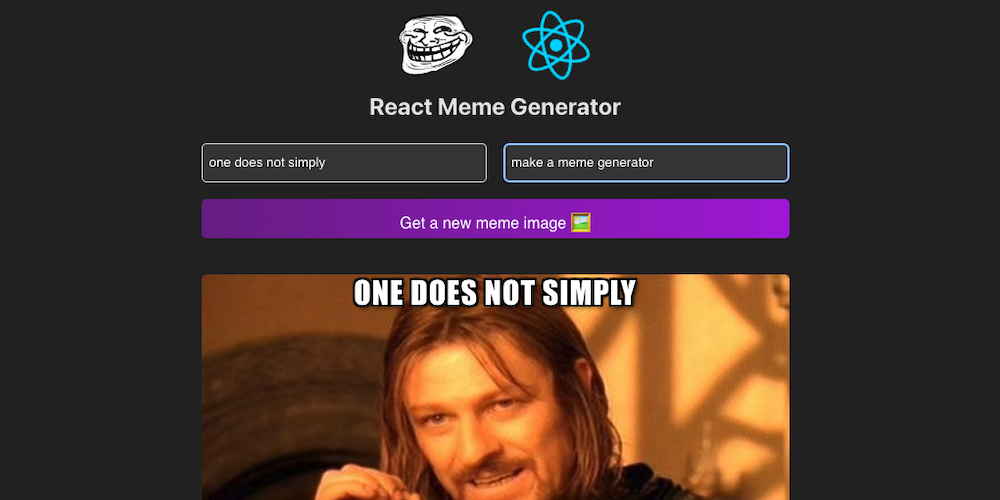 React Meme Generator
one does not simply
make a meme generator
Get a new meme image 🖼️
ONE DOES NOT SIMPLY